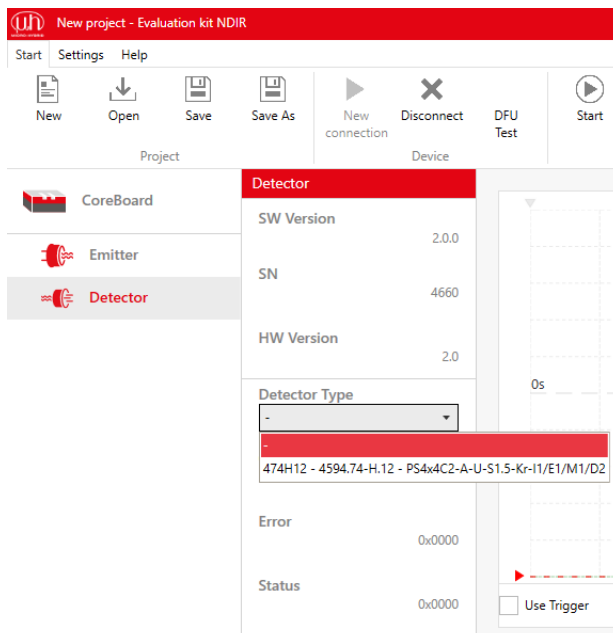 New project - Evaluation kit NDIR
Start Settings Help
New Open Save Save As New connection Disconnect DFU Test Start
Project Device
CoreBoard
Emitter
Detector
Detector
SW Version
2.0.0
SN
4660
HW Version
2.0
Detector Type
-
-
474H12 - 4594.74-H.12 - PS4x4C2-A-U-S1.5-Kr-I1/E1/M1/D2
Error
0x0000
Status
0x0000
0s
Use Trigger